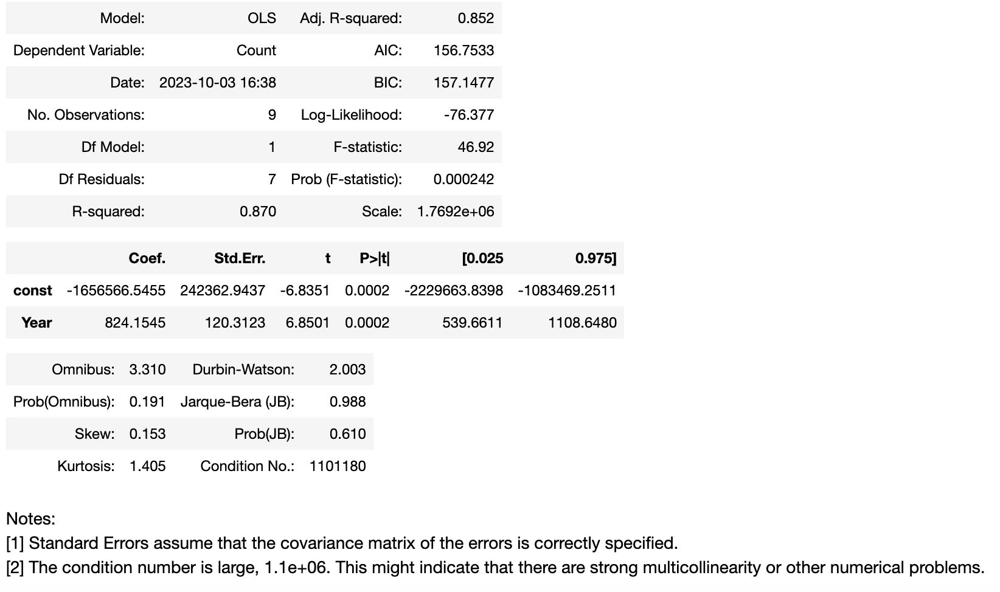 Model: OLS Adj. R-squared: 0.852
Dependent Variable: Count AIC: 156.7533
Date: 2023-10-03 16:38 BIC: 157.1477
No. Observations: 9 Log-Likelihood: -76.377
Df Model: 1 F-statistic: 46.92
Df Residuals: 7 Prob (F-statistic): 0.000242
R-squared: 0.870 Scale: 1.7692e+06
Coef. Std.Err. t P>|t| [0.025 0.975]
const -1656566.5455 242362.9437 -6.8351 0.0002 -2229663.8398 -1083469.2511
Year 824.1545 120.3123 6.8501 0.0002 539.6611 1108.6480
Omnibus: 3.310 Durbin-Watson: 2.003
Prob(Omnibus): 0.191 Jarque-Bera (JB): 0.988
Skew: 0.153 Prob(JB): 0.610
Kurtosis: 1.405 Condition No.: 1101180
Notes:
[1] Standard Errors assume that the covariance matrix of the errors is correctly specified.
[2] The condition number is large, 1.1e+06. This might indicate that there are strong multicollinearity or other numerical problems.